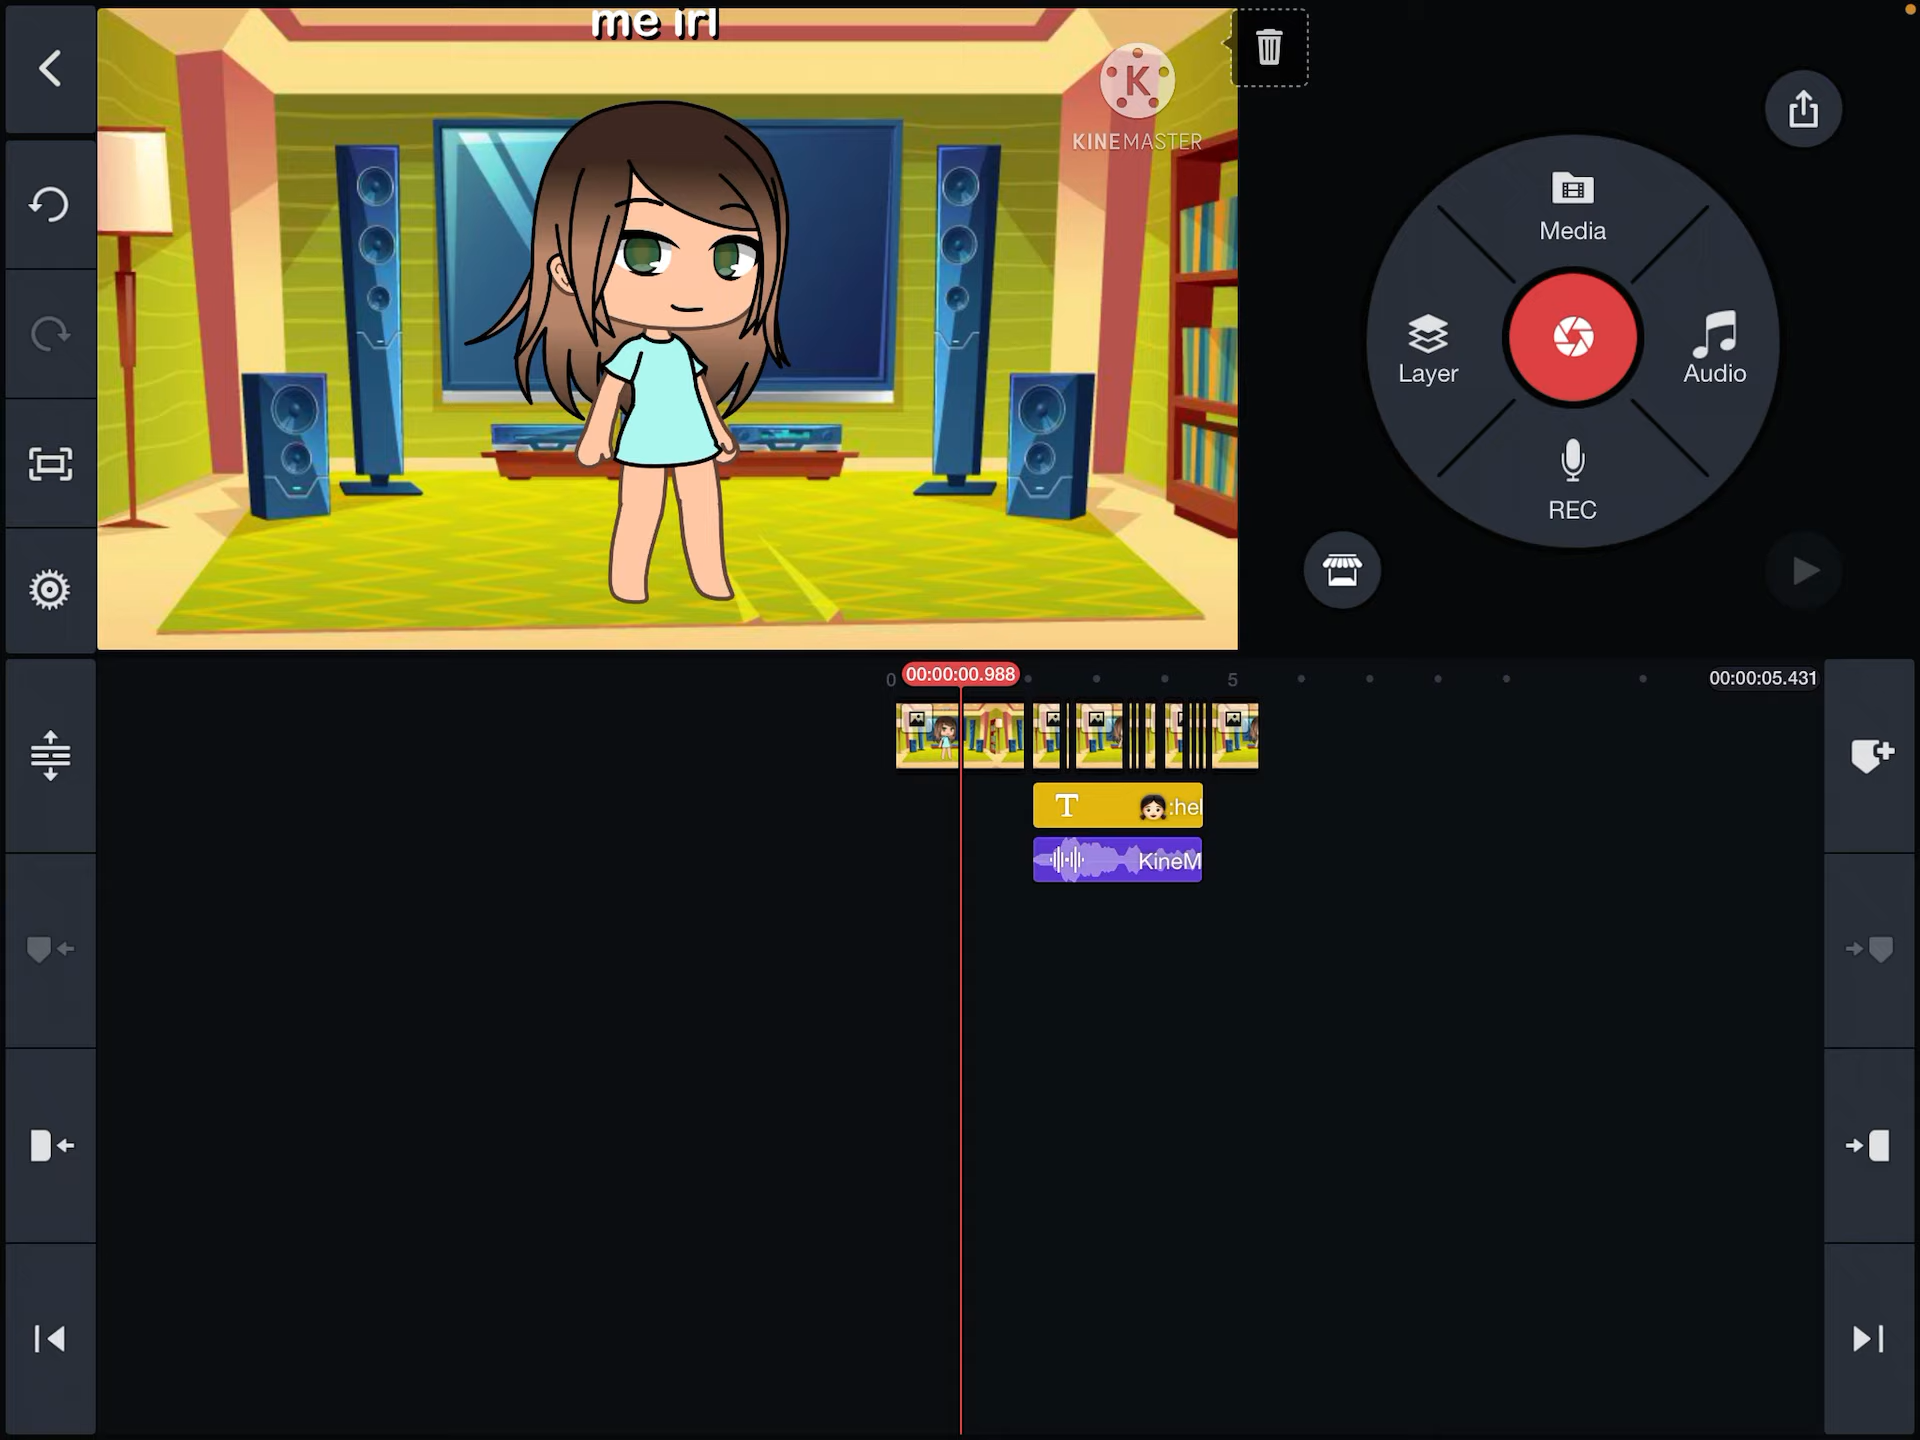 me irl
K
KINEMASTER
Media
Layer
Audio
REC
0
00:00:00.988
5
00:00:05.431
T
:hel
KineM